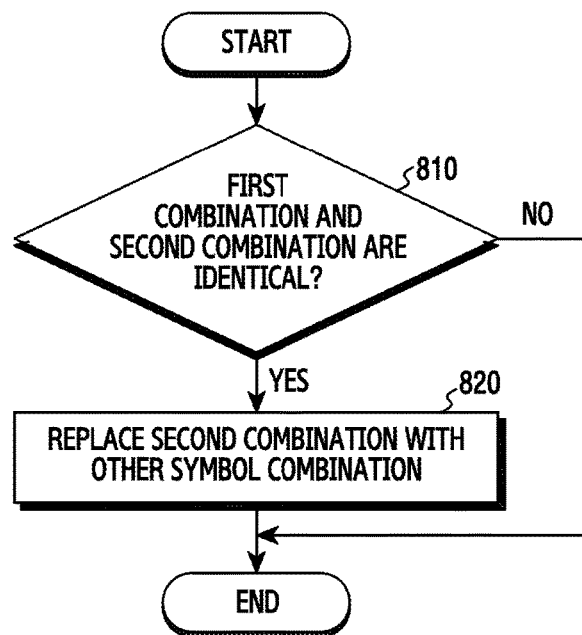 START
810
FIRST
COMBINATION AND
SECOND COMBINATION ARE
IDENTICAL?
NO
YES
820
REPLACE SECOND COMBINATION WITH
OTHER SYMBOL COMBINATION
END